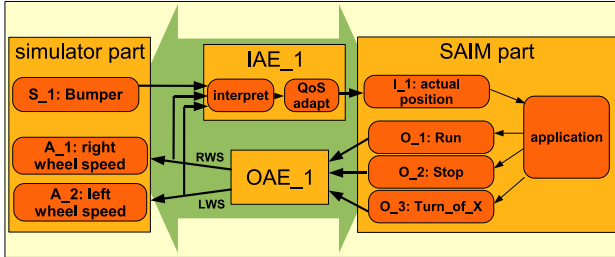 simulator part
S_1: Bumper
A_1: right
wheel speed
A_2: left
wheel speed
IAE_1
interpret
QoS
adapt
RWS
OAE_1
LWS
SAIM part
I_1: actual
position
O_1: Run
O_2: Stop
O_3: Turn_of_X
application